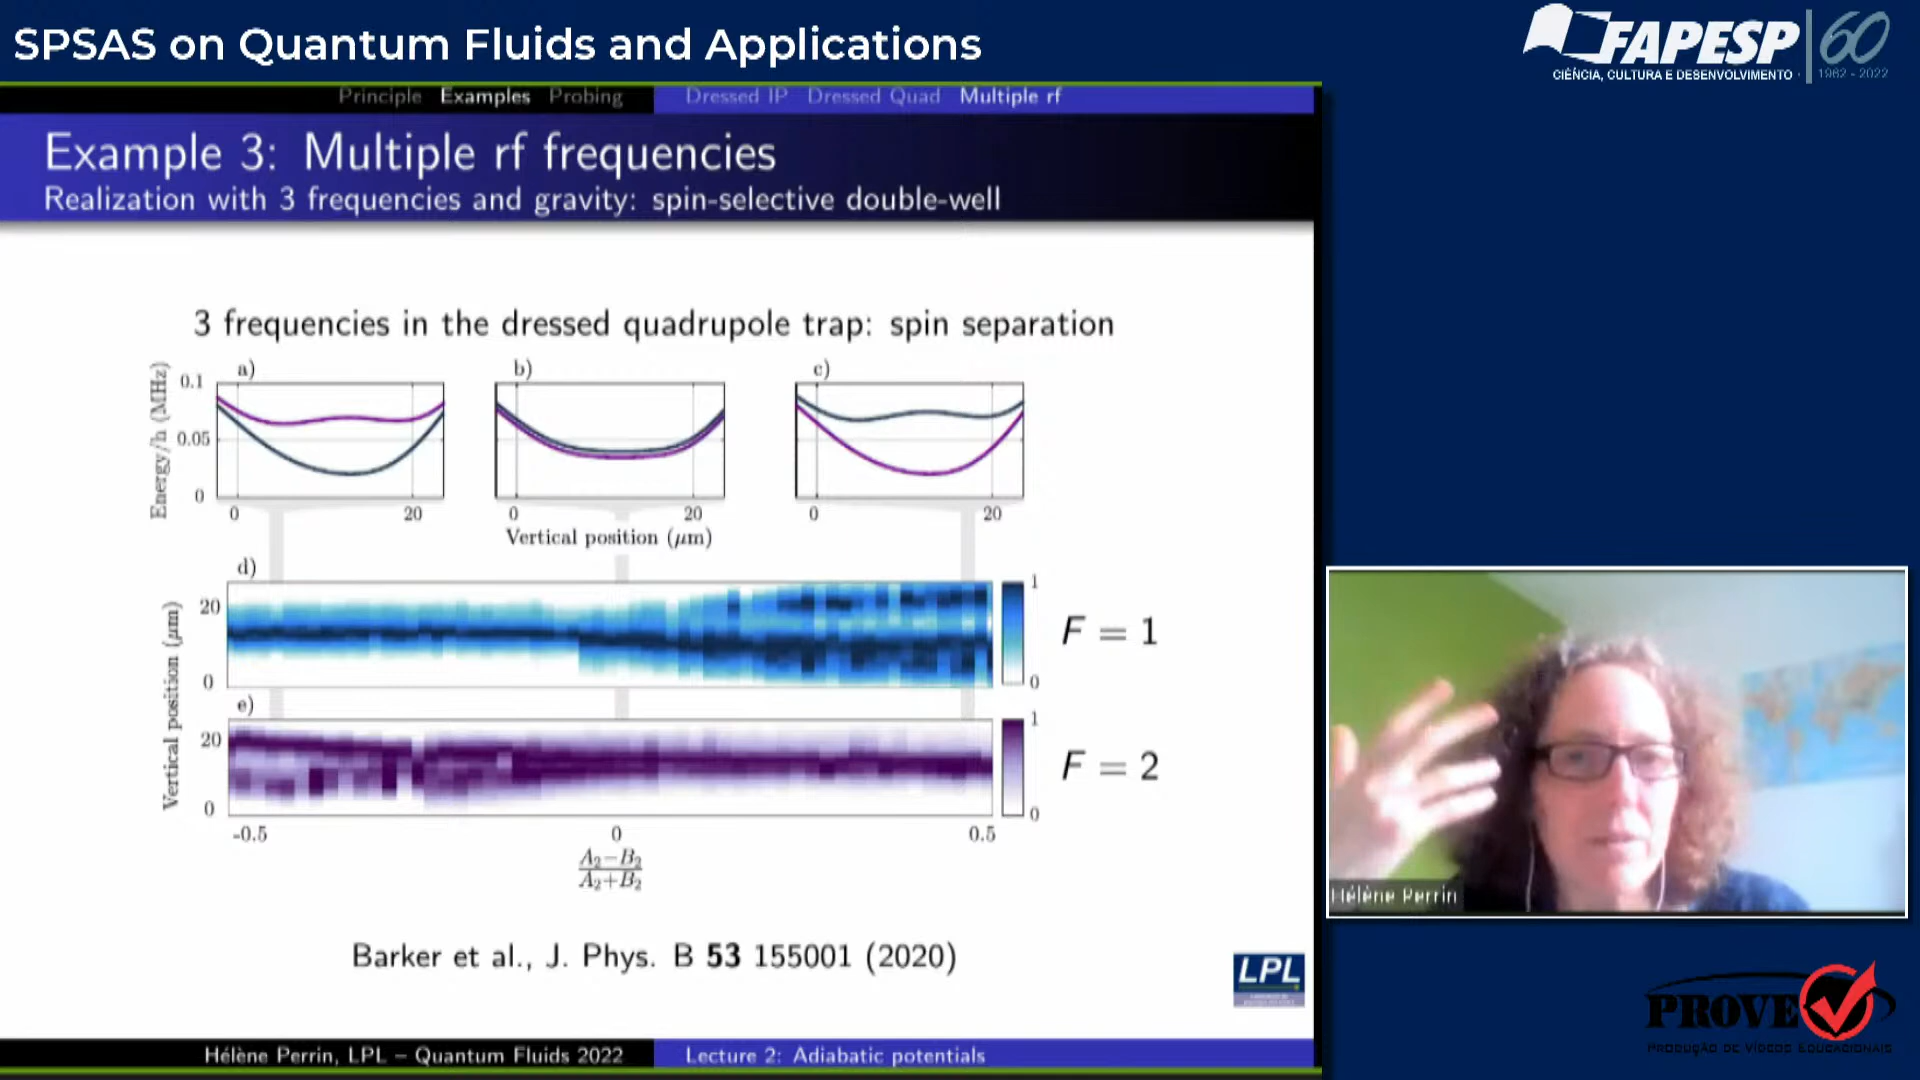 SPSAS on Quantum Fluids and Applications
FAPESP 60
CIÊNCIA, CULTURA E DESENVOLVIMENTO
1962 - 2022
Principle Examples Probing Dressed IP Dressed Quad Multiple rf
Example 3: Multiple rf frequencies
Realization with 3 frequencies and gravity: spin-selective double-well
3 frequencies in the dressed quadrupole trap: spin separation
a) b) c)
Energy/h (MHz)
0.1
0.05
0
0 20 0 20 0 20
Vertical position (μm)
d)
Vertical position (μm)
20
0
1
0
F = 1
e)
20
0
1
0
F = 2
-0.5 0 0.5
A₂−B₂
A₂+B₂
Barker et al., J. Phys. B 53 155001 (2020)
LPL
Hélène Perrin, LPL – Quantum Fluids 2022 Lecture 2: Adiabatic potentials
Hélène Perrin
PROVE
PRODUÇÃO DE VÍDEOS EDUCACIONAIS